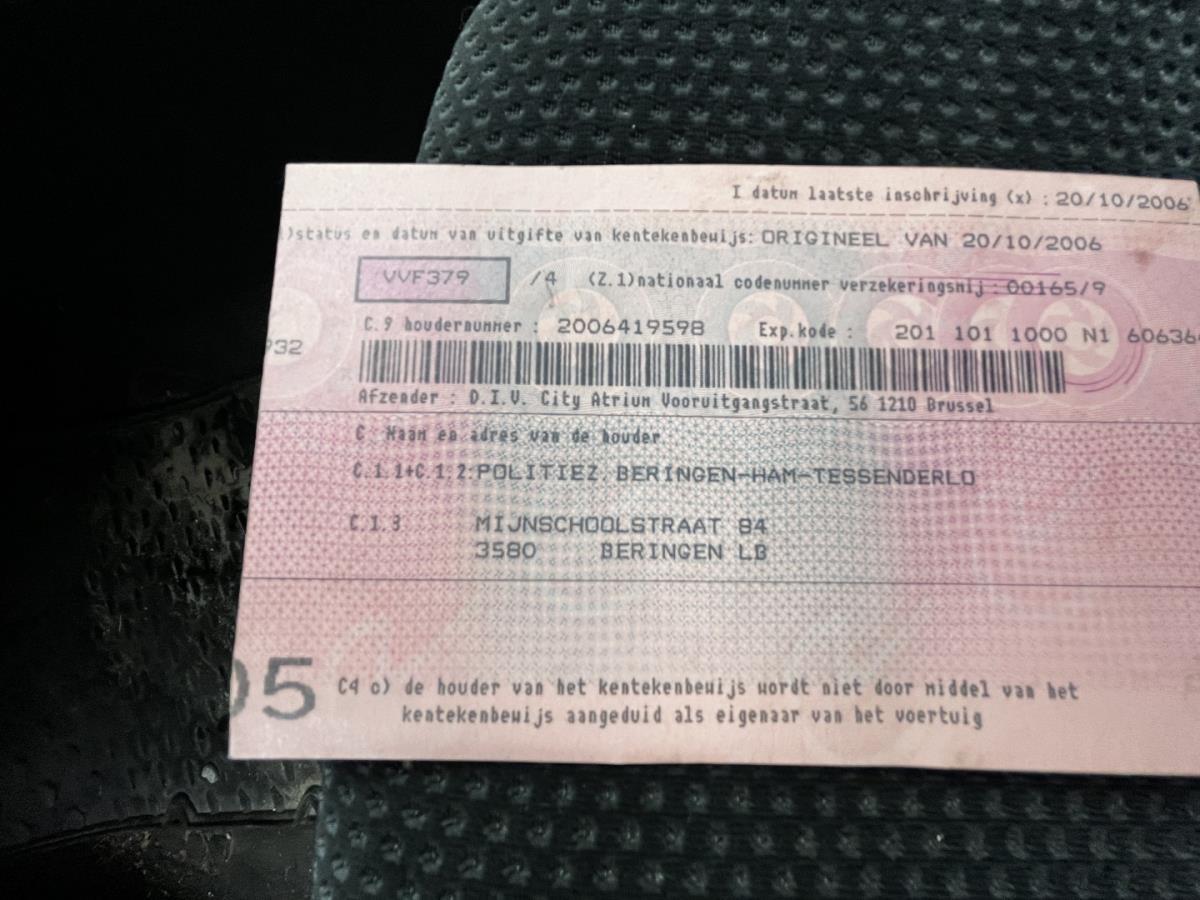 I datum laatste inschrijving (x) : 20/10/2006
)status en datum van uitgifte van kentekenbewijs: ORIGINEEL VAN 20/10/2006
VVF379 /4 (Z.1)nationaal codenummer verzekeringsmij : 00165/9
C.9 houdernummer : 2006419598 Exp.kode : 201 101 1000 N1 60636
932
Afzender : D.I.V. City Atrium Vooruitgangstraat, 56 1210 Brussel
C Naam en adres van de houder
C.1.1+C.1.2:POLITIEZ. BERINGEN-HAM-TESSENDERLO
C.1.3 MIJNSCHOOLSTRAAT 84
3580 BERINGEN LB
05 C4 c) de houder van het kentekenbewijs wordt niet door middel van het
kentekenbewijs aangeduid als eigenaar van het voertuig